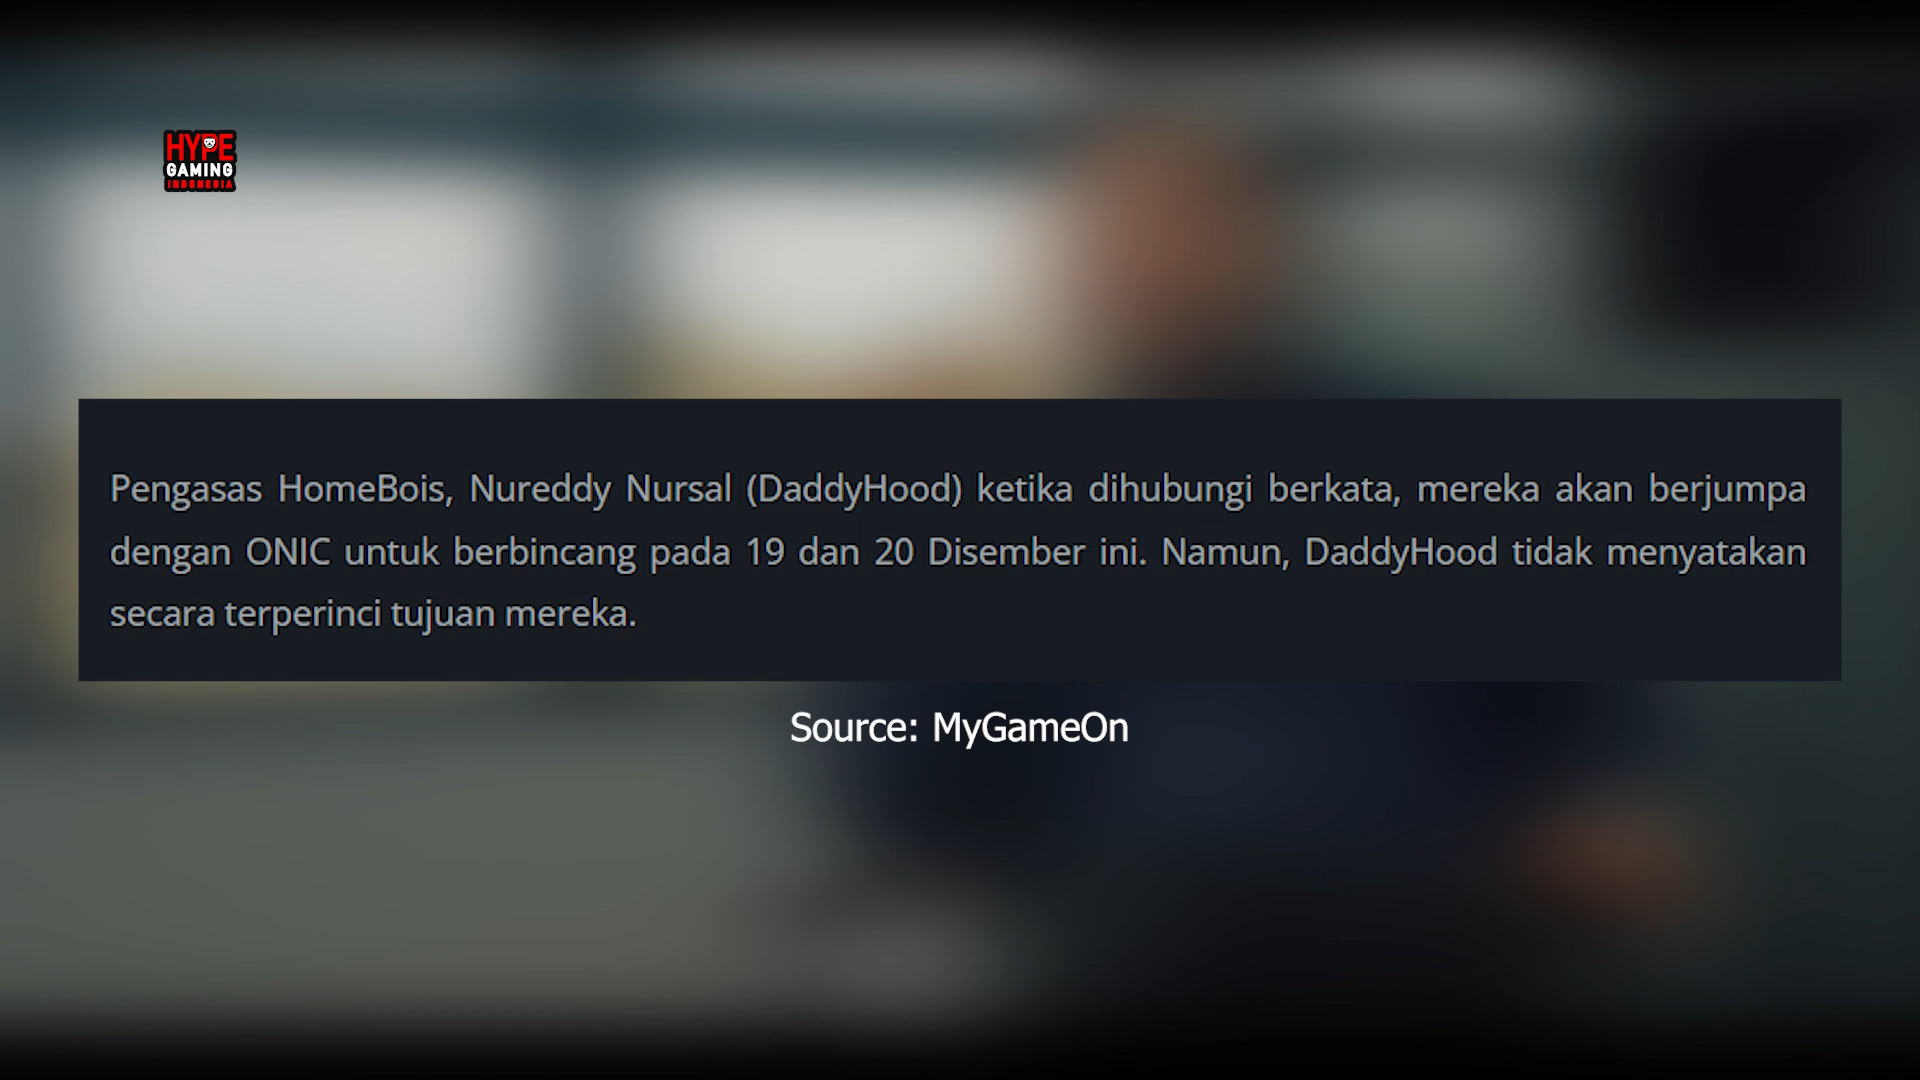 HYPE
GAMING
INDONESIA
Pengasas HomeBois, Nureddy Nursal (DaddyHood) ketika dihubungi berkata, mereka akan berjumpa
dengan ONIC untuk berbincang pada 19 dan 20 Disember ini. Namun, DaddyHood tidak menyatakan
secara terperinci tujuan mereka.
Source: MyGameOn